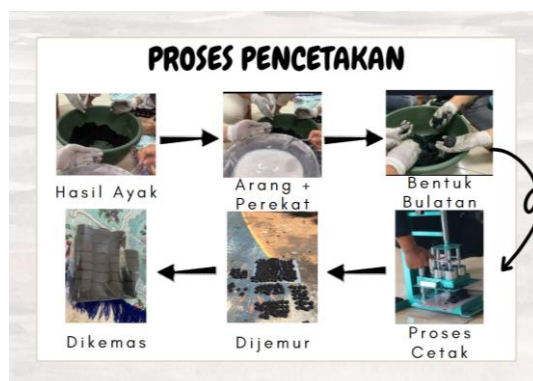 PROSES PENCETAKAN
Hasil Ayak
Arang +
Perekat
Bentuk
Bulatan
Proses
Cetak
Dijemur
Dikemas